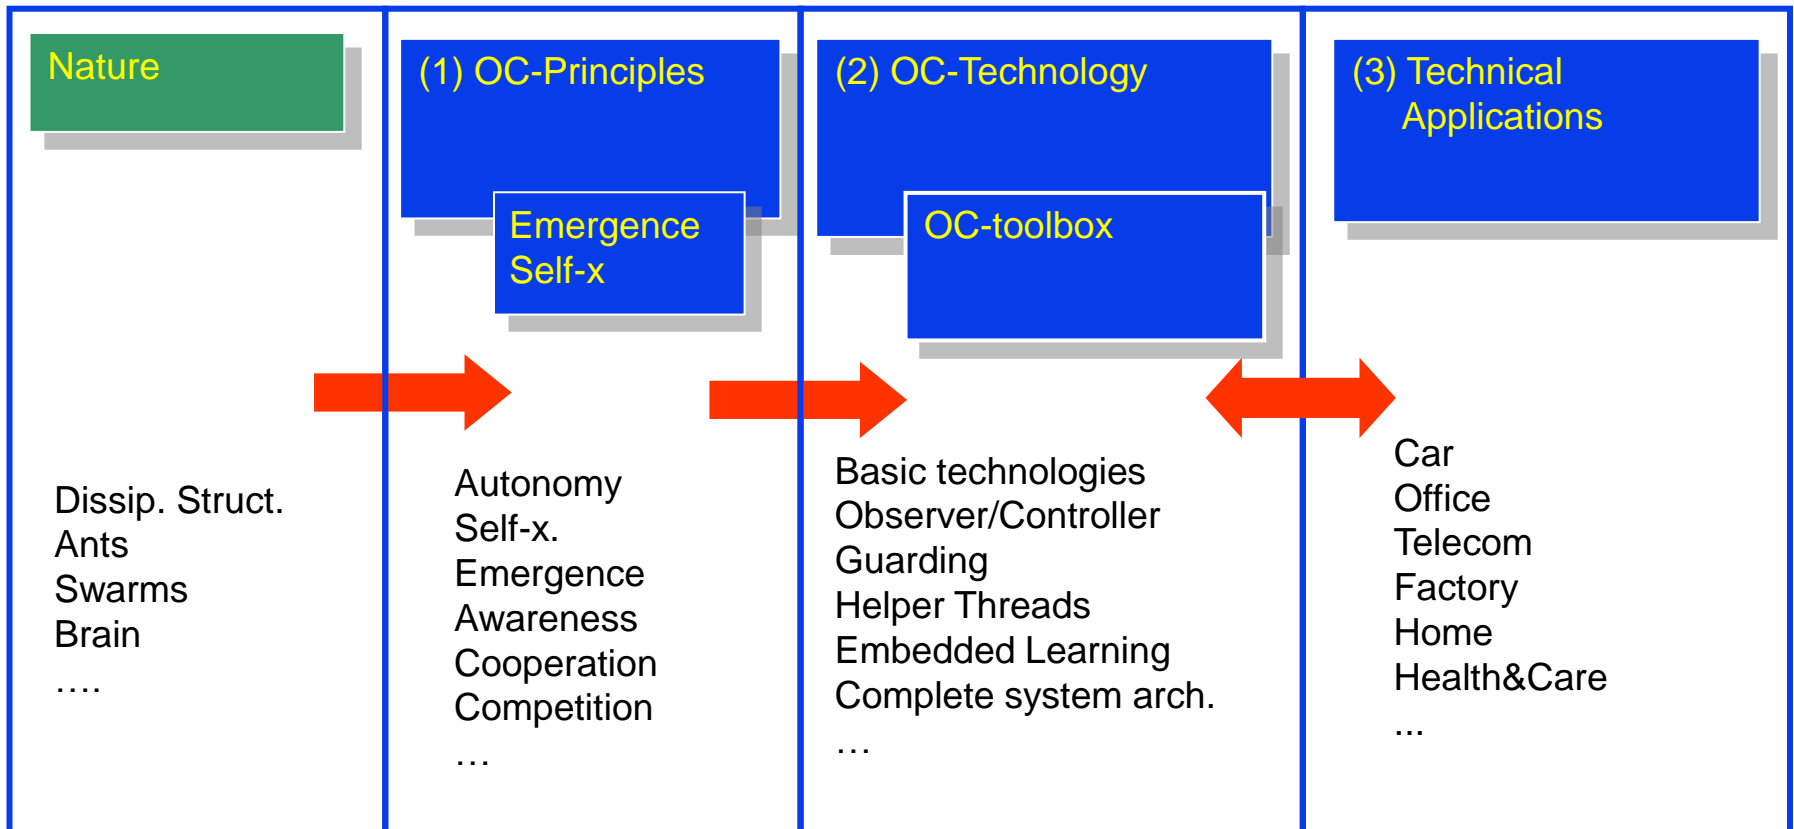 Nature
Dissip. Struct.
Ants
Swarms
Brain
….
(1) OC-Principles
Emergence
Self-x
Autonomy
Self-x.
Emergence
Awareness
Cooperation
Competition
…
(2) OC-Technology
OC-toolbox
Basic technologies
Observer/Controller
Guarding
Helper Threads
Embedded Learning
Complete system arch.
…
(3) Technical
Applications
Car
Office
Telecom
Factory
Home
Health&Care
...